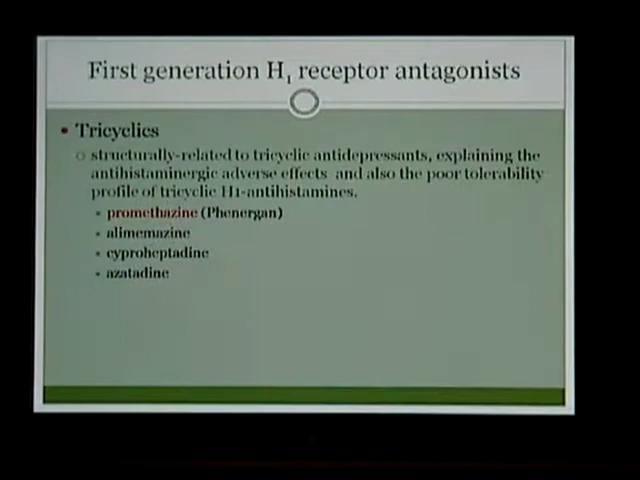 First generation H1 receptor antagonists
• Tricyclics
○ structurally-related to tricyclic antidepressants, explaining the
antihistaminergic adverse effects and also the poor tolerability
profile of tricyclic H1-antihistamines.
• promethazine (Phenergan)
• alimemazine
• cyproheptadine
• azatadine